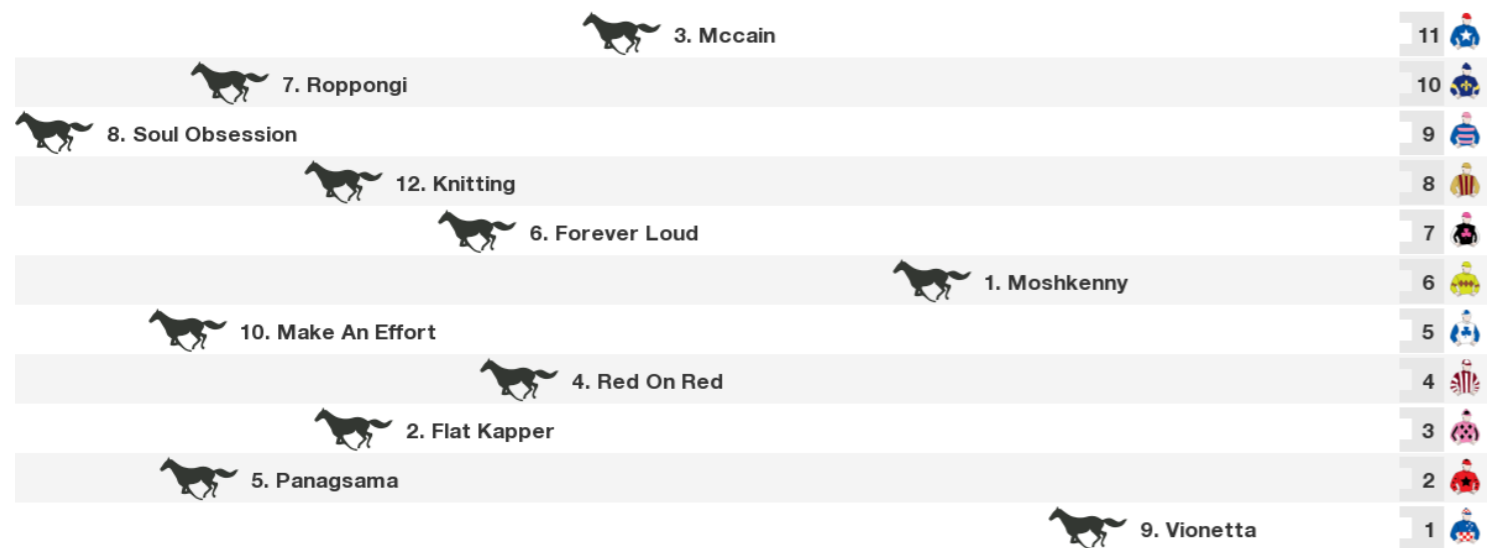 3. Mccain 11
7. Roppongi 10
8. Soul Obsession 9
12. Knitting 8
6. Forever Loud 7
1. Moshkenny 6
10. Make An Effort 5
4. Red On Red 4
2. Flat Kapper 3
5. Panagsama 2
9. Vionetta 1